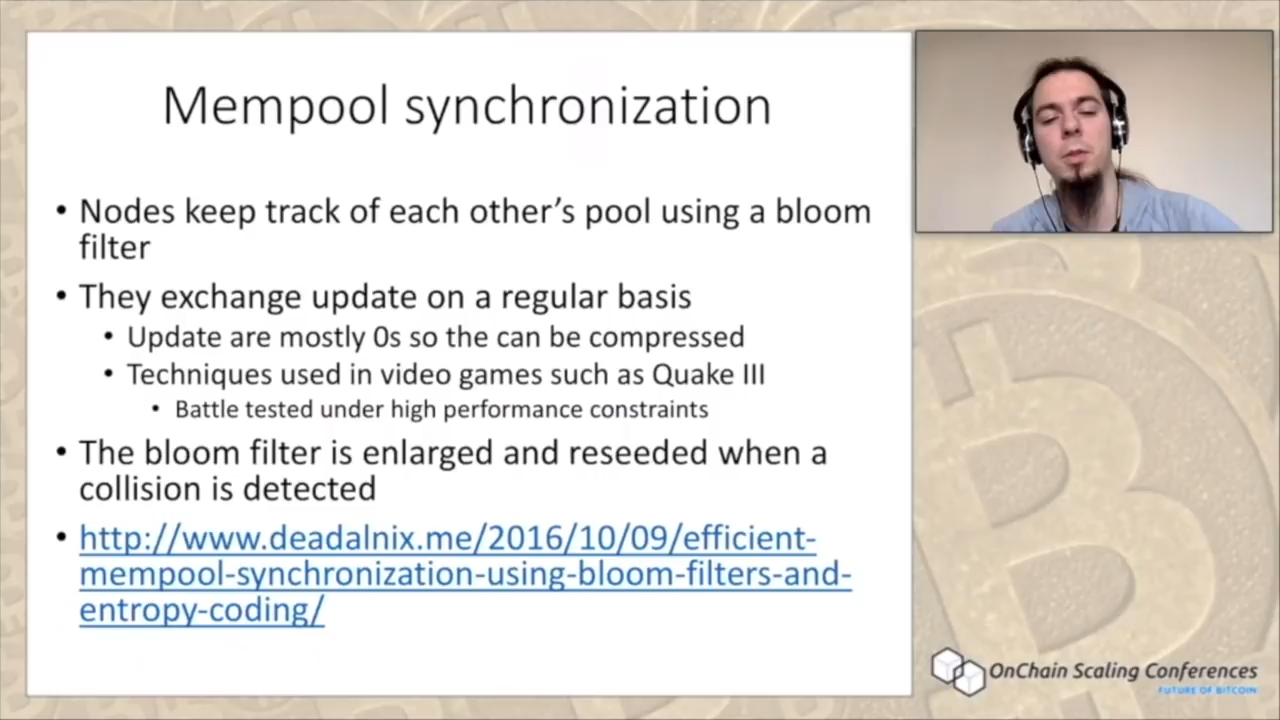 Mempool synchronization
• Nodes keep track of each other's pool using a bloom
filter
• They exchange update on a regular basis
• Update are mostly 0s so the can be compressed
• Techniques used in video games such as Quake III
• Battle tested under high performance constraints
• The bloom filter is enlarged and reseeded when a
collision is detected
• http://www.deadalnix.me/2016/10/09/efficient-
mempool-synchronization-using-bloom-filters-and-
entropy-coding/
OnChain Scaling Conferences
FUTURE OF BITCOIN